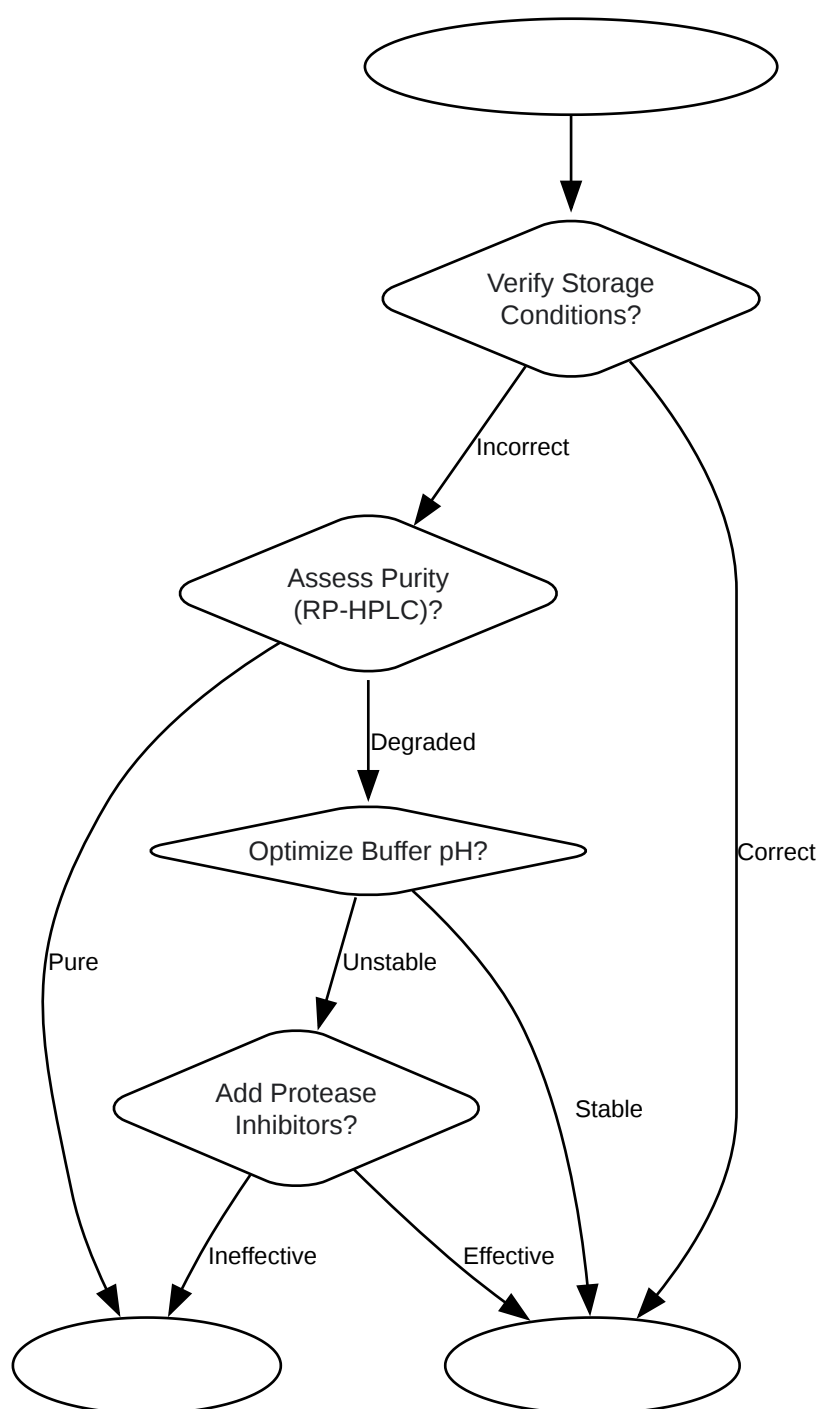 Verify Storage
Conditions?
Incorrect
Assess Purity
(RP-HPLC)?
Degraded
Optimize Buffer pH?
Correct
Pure
Unstable
Add Protease
Inhibitors?
Stable
Ineffective
Effective